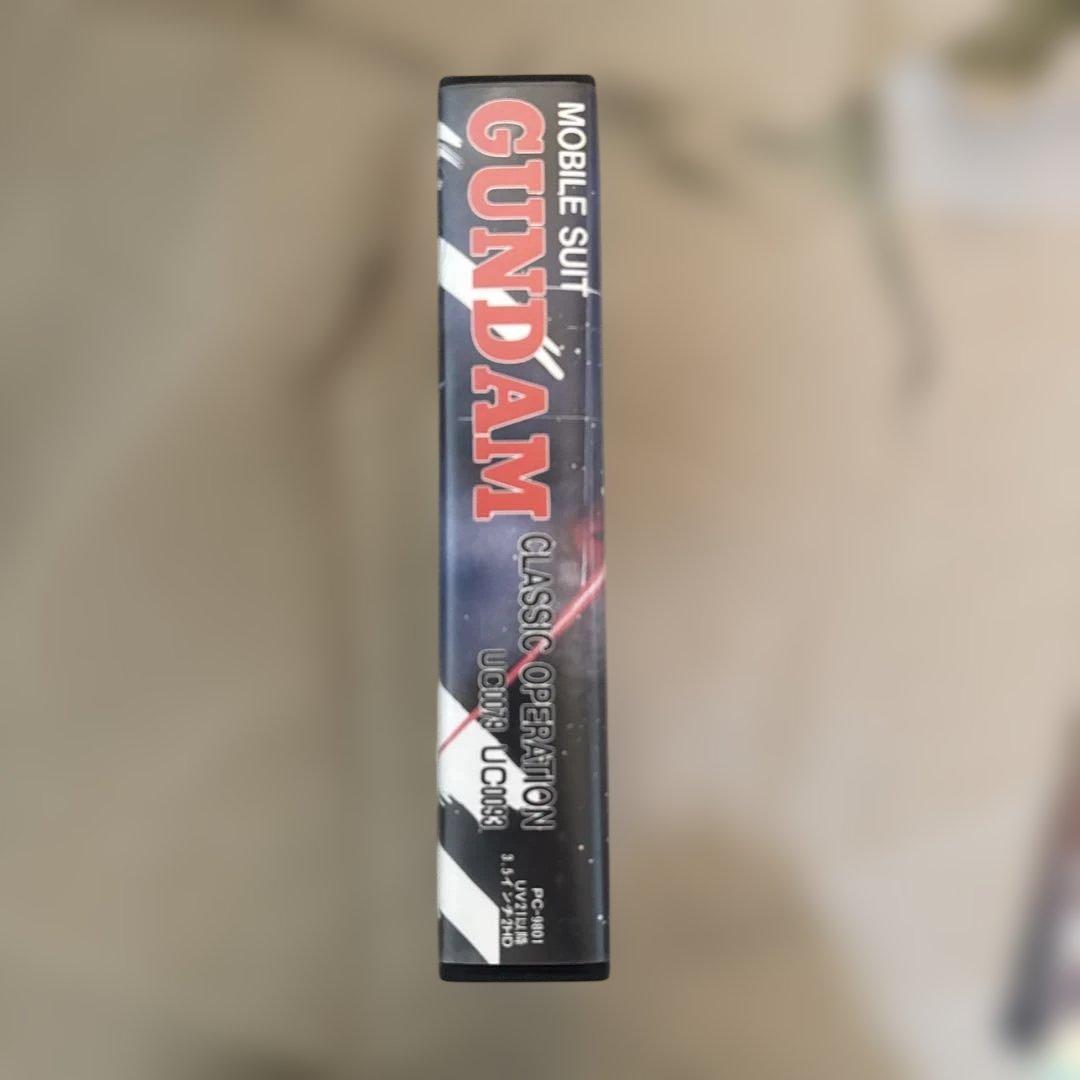 MOBILE SUIT
GUNDAM
CLASSIC OPERATION
UC0079 UC0093
PC-9801
UV21以降
3.5インチ2HD